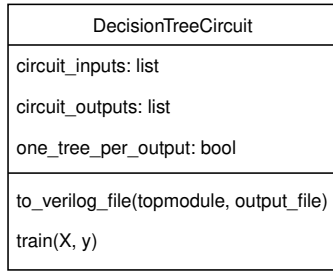 DecisionTreeCircuit
circuit_inputs: list
circuit_outputs: list
one_tree_per_output: bool
to_verilog_file(topmodule, output_file)
train(X, y)